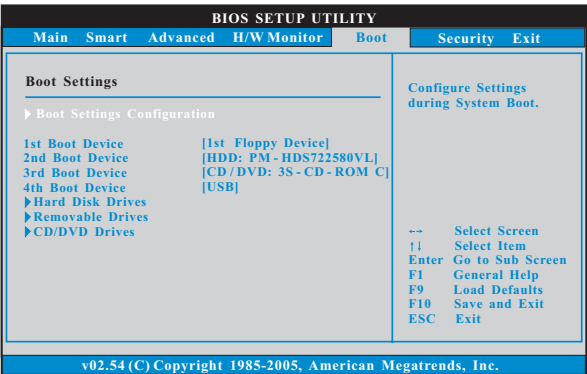 BIOS SETUP UTILITY
Main Smart Advanced H/W Monitor Boot Security Exit
Boot Settings
Boot Settings Configuration
1st Boot Device [1st Floppy Device]
2nd Boot Device [HDD: PM - HDS722580VL]
3rd Boot Device [CD / DVD: 3S - CD - ROM C]
4th Boot Device [USB]
Hard Disk Drives
Removable Drives
CD/DVD Drives
Configure Settings
during System Boot.
←→ Select Screen
↑↓ Select Item
Enter Go to Sub Screen
F1 General Help
F9 Load Defaults
F10 Save and Exit
ESC Exit
v02.54 (C) Copyright 1985-2005, American Megatrends, Inc.